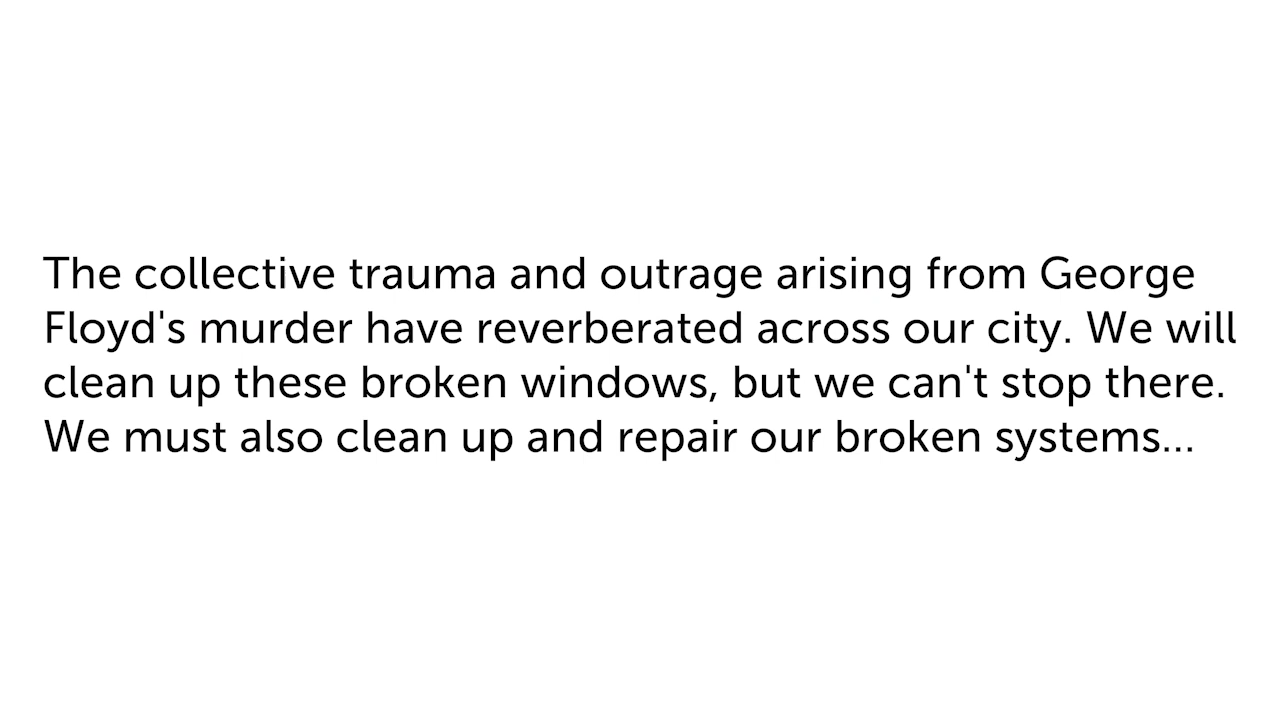 The collective trauma and outrage arising from George
Floyd's murder have reverberated across our city. We will
clean up these broken windows, but we can't stop there.
We must also clean up and repair our broken systems...